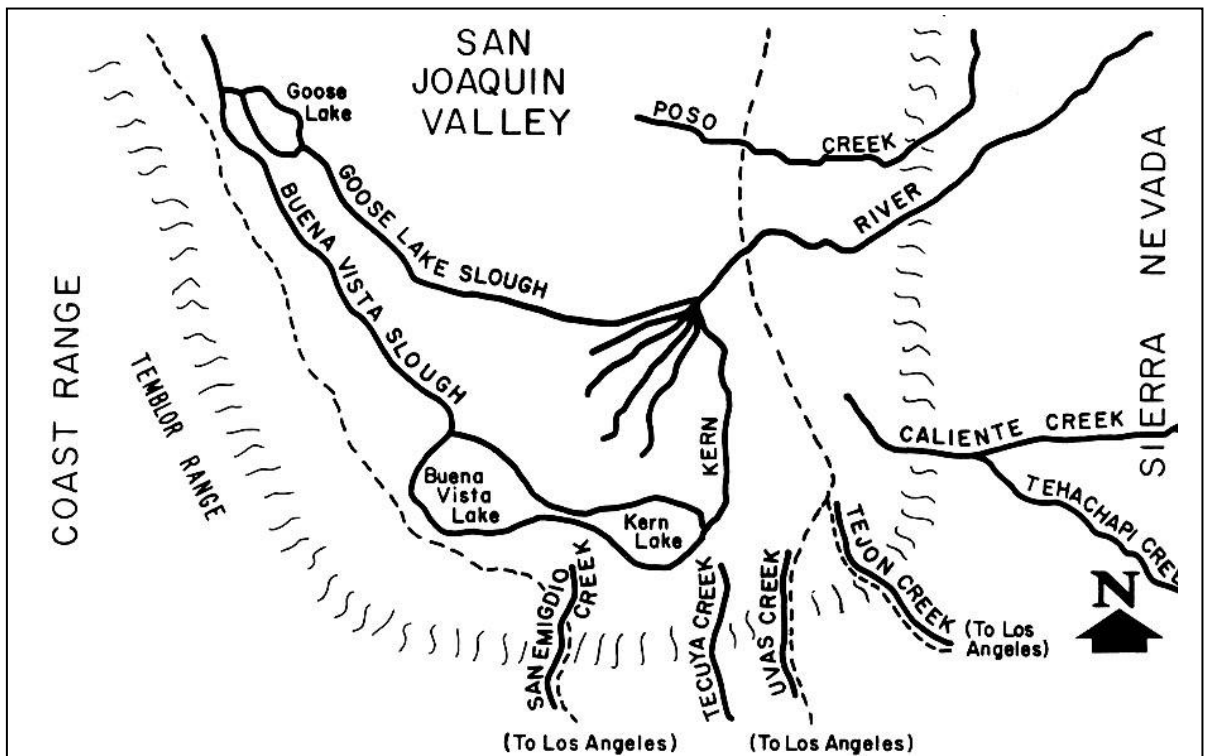 SAN
JOAQUIN
VALLEY
Goose
Lake
POSO CREEK
GOOSE LAKE SLOUGH
BUENA VISTA SLOUGH
KERN RIVER
SIERRA NEVADA
COAST RANGE
TEMBLOR RANGE
CALIENTE CREEK
TEHACHAPI CREE
Buena
Vista
Lake
Kern
Lake
TEJON CREEK
N
(To Los
Angeles)
SAN EMIGDIO
CREEK
TECUYA CREEK
UVAS CREEK
(To Los Angeles)
(To Los Angeles)